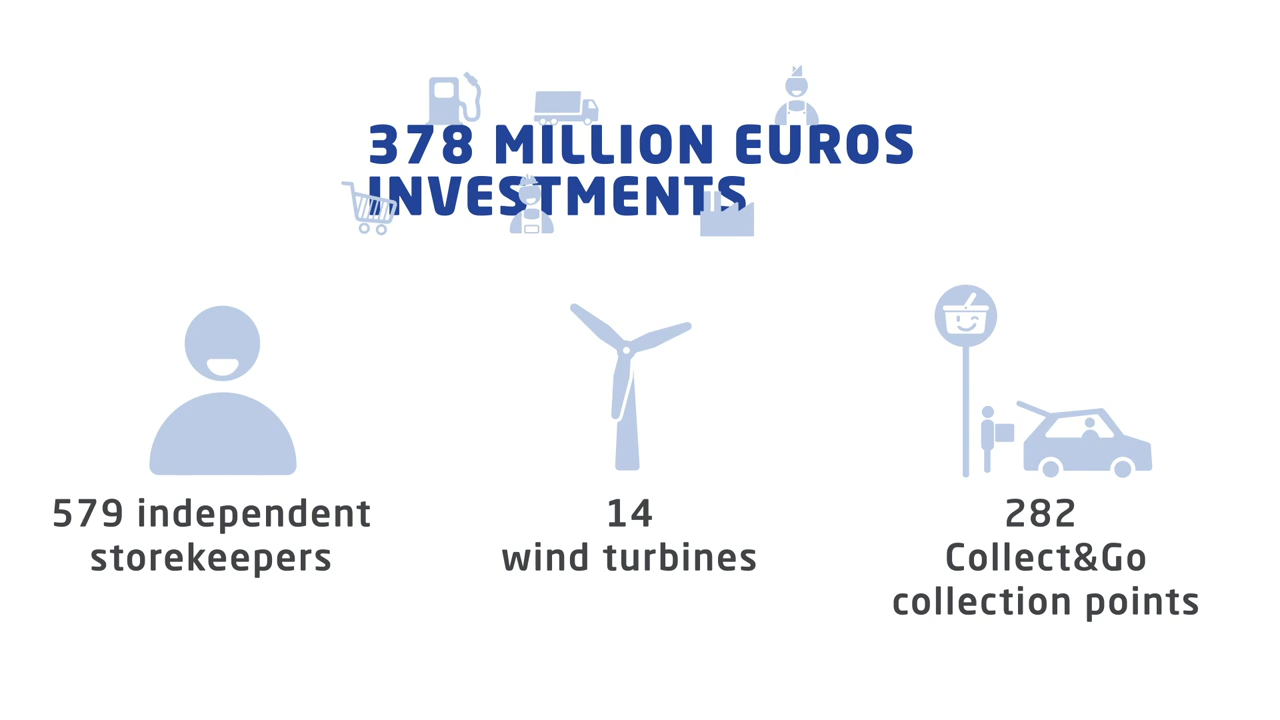 378 MILLION EUROS
INVESTMENTS
579 independent
storekeepers
14
wind turbines
282
Collect&Go
collection points